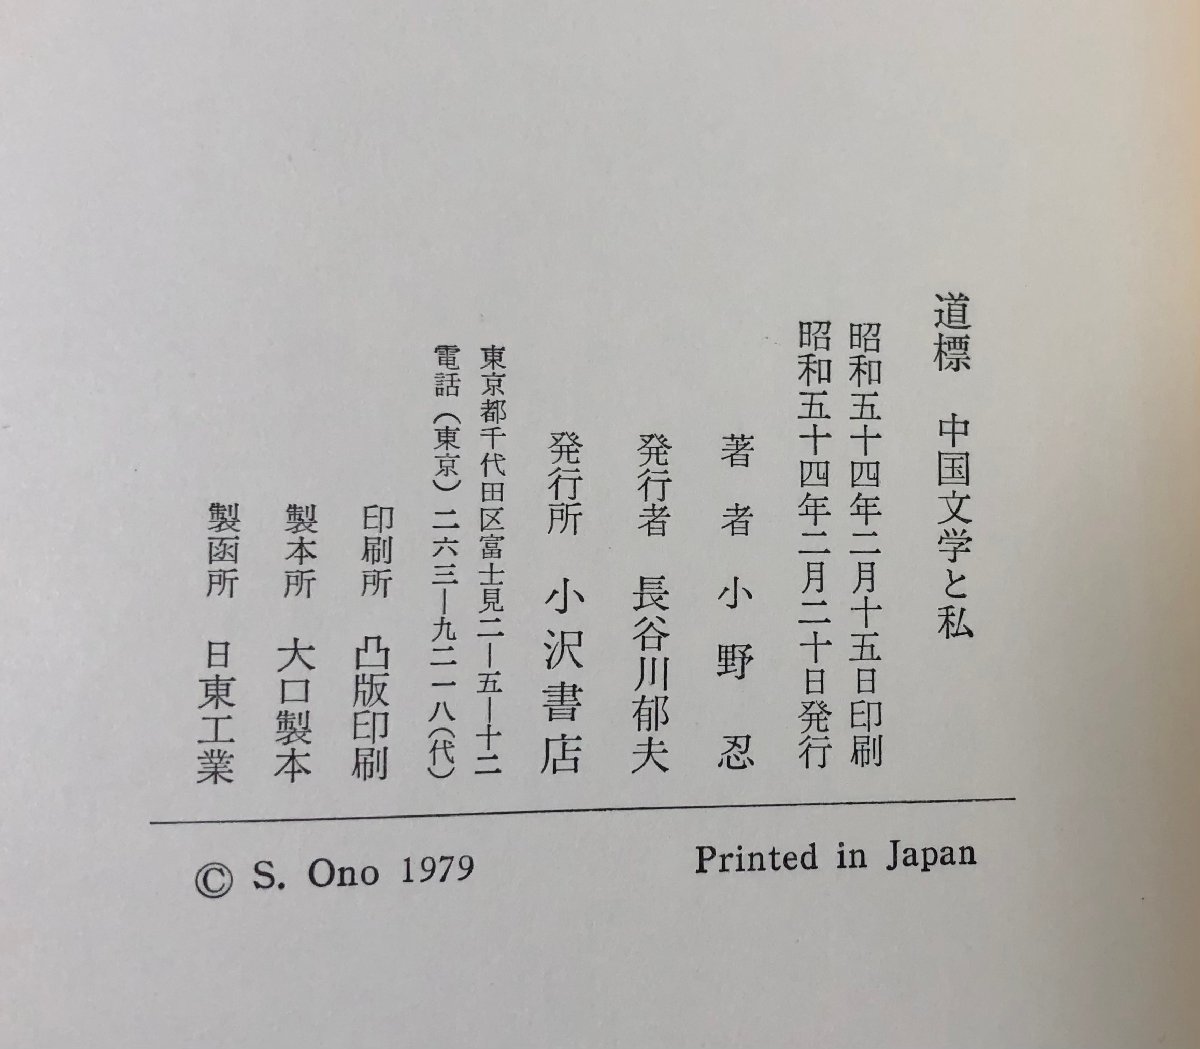 道標　中国文学と私
昭和五十四年二月十五日印刷
昭和五十四年二月二十日発行
著者　小野忍
発行者　長谷川郁夫
発行所　小沢書店
東京都千代田区富士見二―五―十二
電話（東京）二六三―九二一八（代）
印刷所　凸版印刷
製本所　大口製本
製函所　日東工業
© S. Ono 1979
Printed in Japan